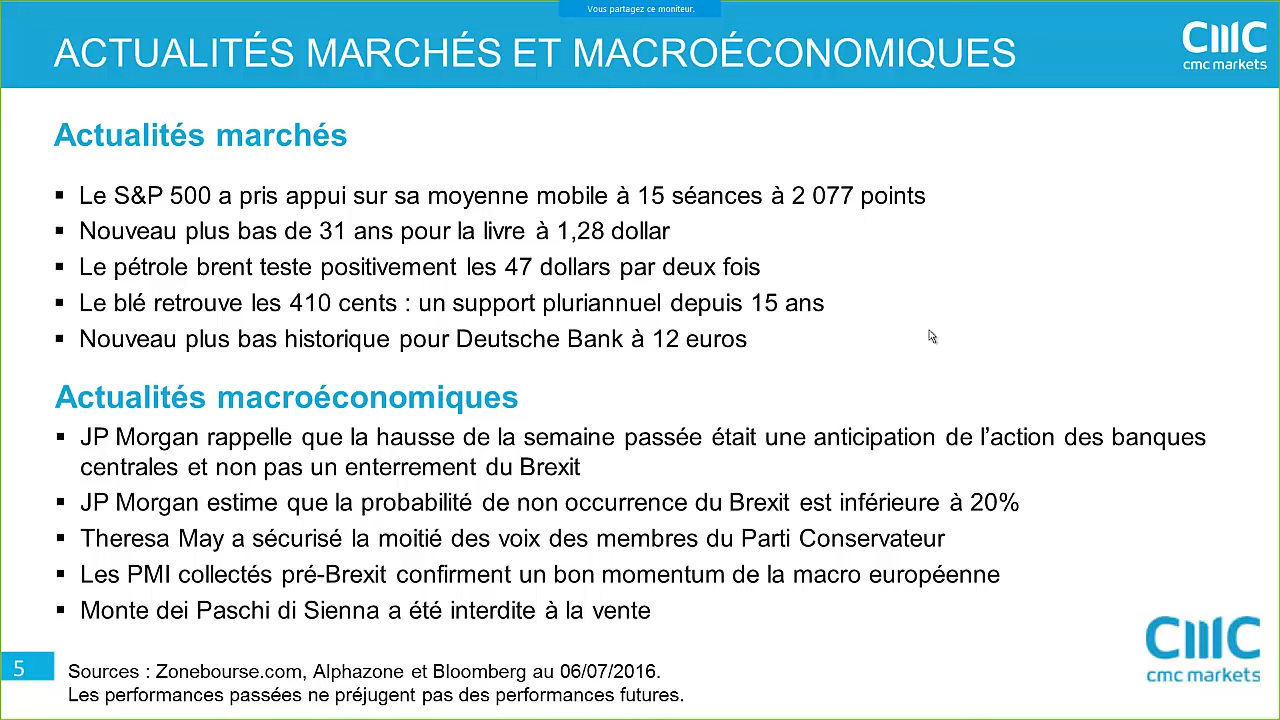 Vous partagez ce moniteur.
ACTUALITÉS MARCHÉS ET MACROÉCONOMIQUES
CMC
cmc markets
Actualités marchés
▪ Le S&P 500 a pris appui sur sa moyenne mobile à 15 séances à 2 077 points
▪ Nouveau plus bas de 31 ans pour la livre à 1,28 dollar
▪ Le pétrole brent teste positivement les 47 dollars par deux fois
▪ Le blé retrouve les 410 cents : un support pluriannuel depuis 15 ans
▪ Nouveau plus bas historique pour Deutsche Bank à 12 euros
Actualités macroéconomiques
▪ JP Morgan rappelle que la hausse de la semaine passée était une anticipation de l’action des banques
centrales et non pas un enterrement du Brexit
▪ JP Morgan estime que la probabilité de non occurrence du Brexit est inférieure à 20%
▪ Theresa May a sécurisé la moitié des voix des membres du Parti Conservateur
▪ Les PMI collectés pré-Brexit confirment un bon momentum de la macro européenne
▪ Monte dei Paschi di Sienna a été interdite à la vente
CMC
cmc markets
5
Sources : Zonebourse.com, Alphazone et Bloomberg au 06/07/2016.
Les performances passées ne préjugent pas des performances futures.